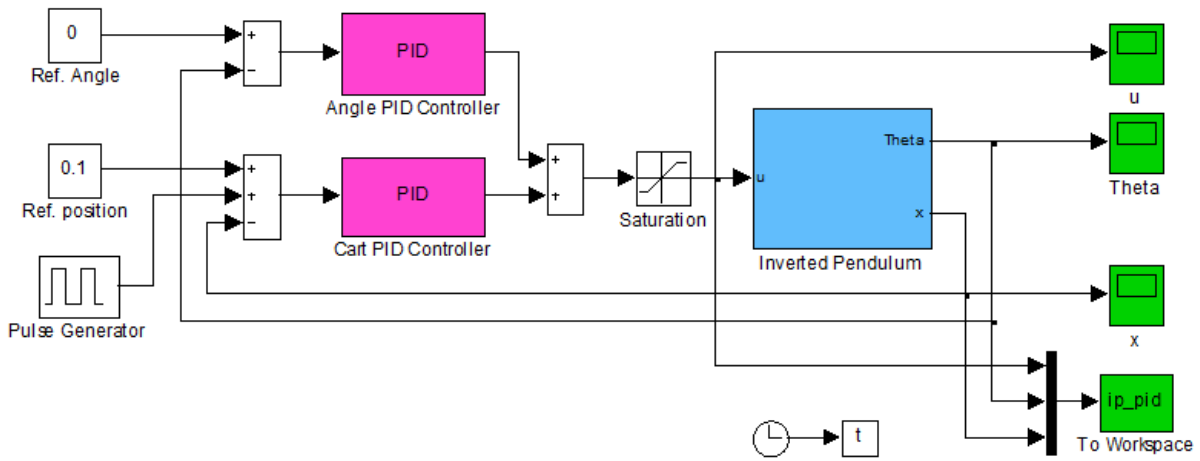 0
Ref. Angle
+
−
PID
Angle PID Controller
0.1
Ref. position
+
+
−
PID
Cart PID Controller
Pulse Generator
+
+
Saturation
u
Theta
x
Inverted Pendulum
u
Theta
x
ip_pid
To Workspace
t